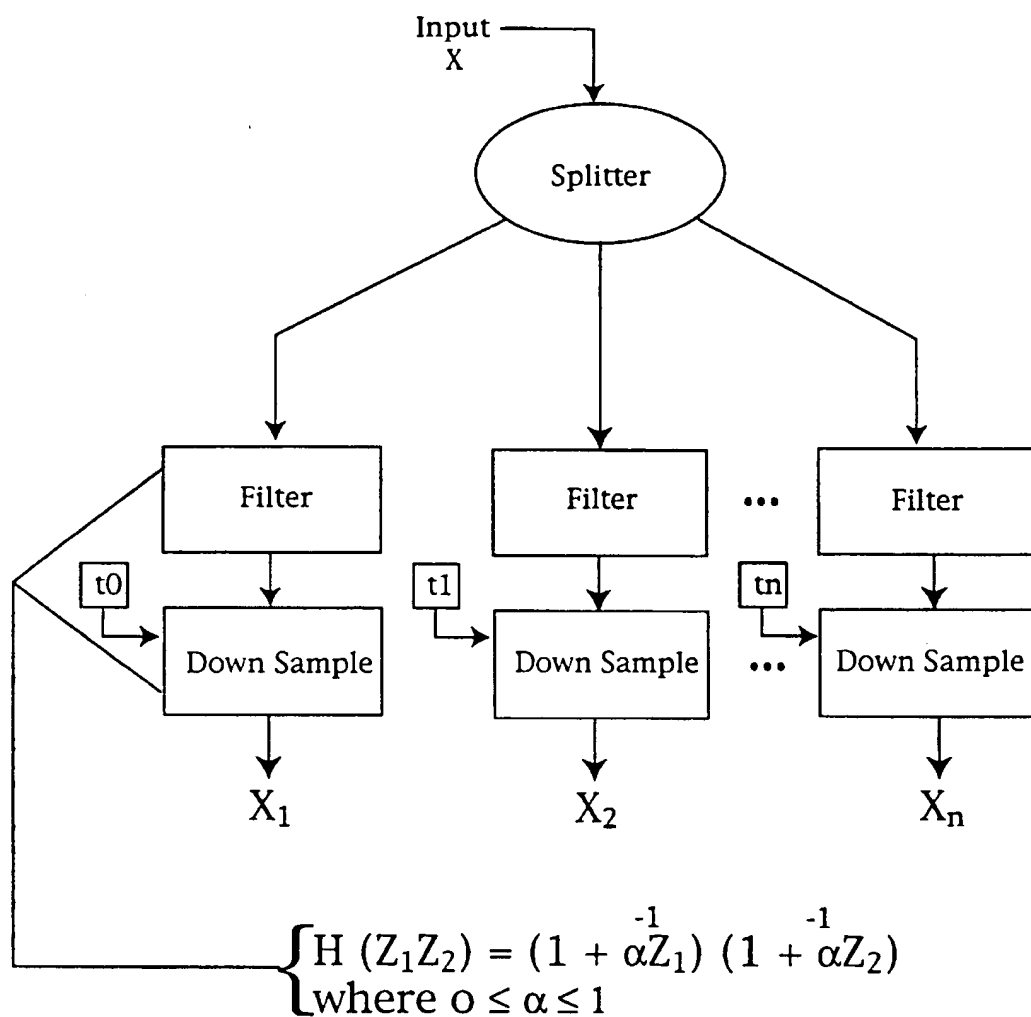 Input
X
Splitter
Filter
Filter
...
Filter
t0
t1
tn
Down Sample
Down Sample
...
Down Sample
X₁
X₂
Xₙ
H (Z₁Z₂) = (1 + αZ₁⁻¹) (1 + αZ₂⁻¹)
where o ≤ α ≤ 1